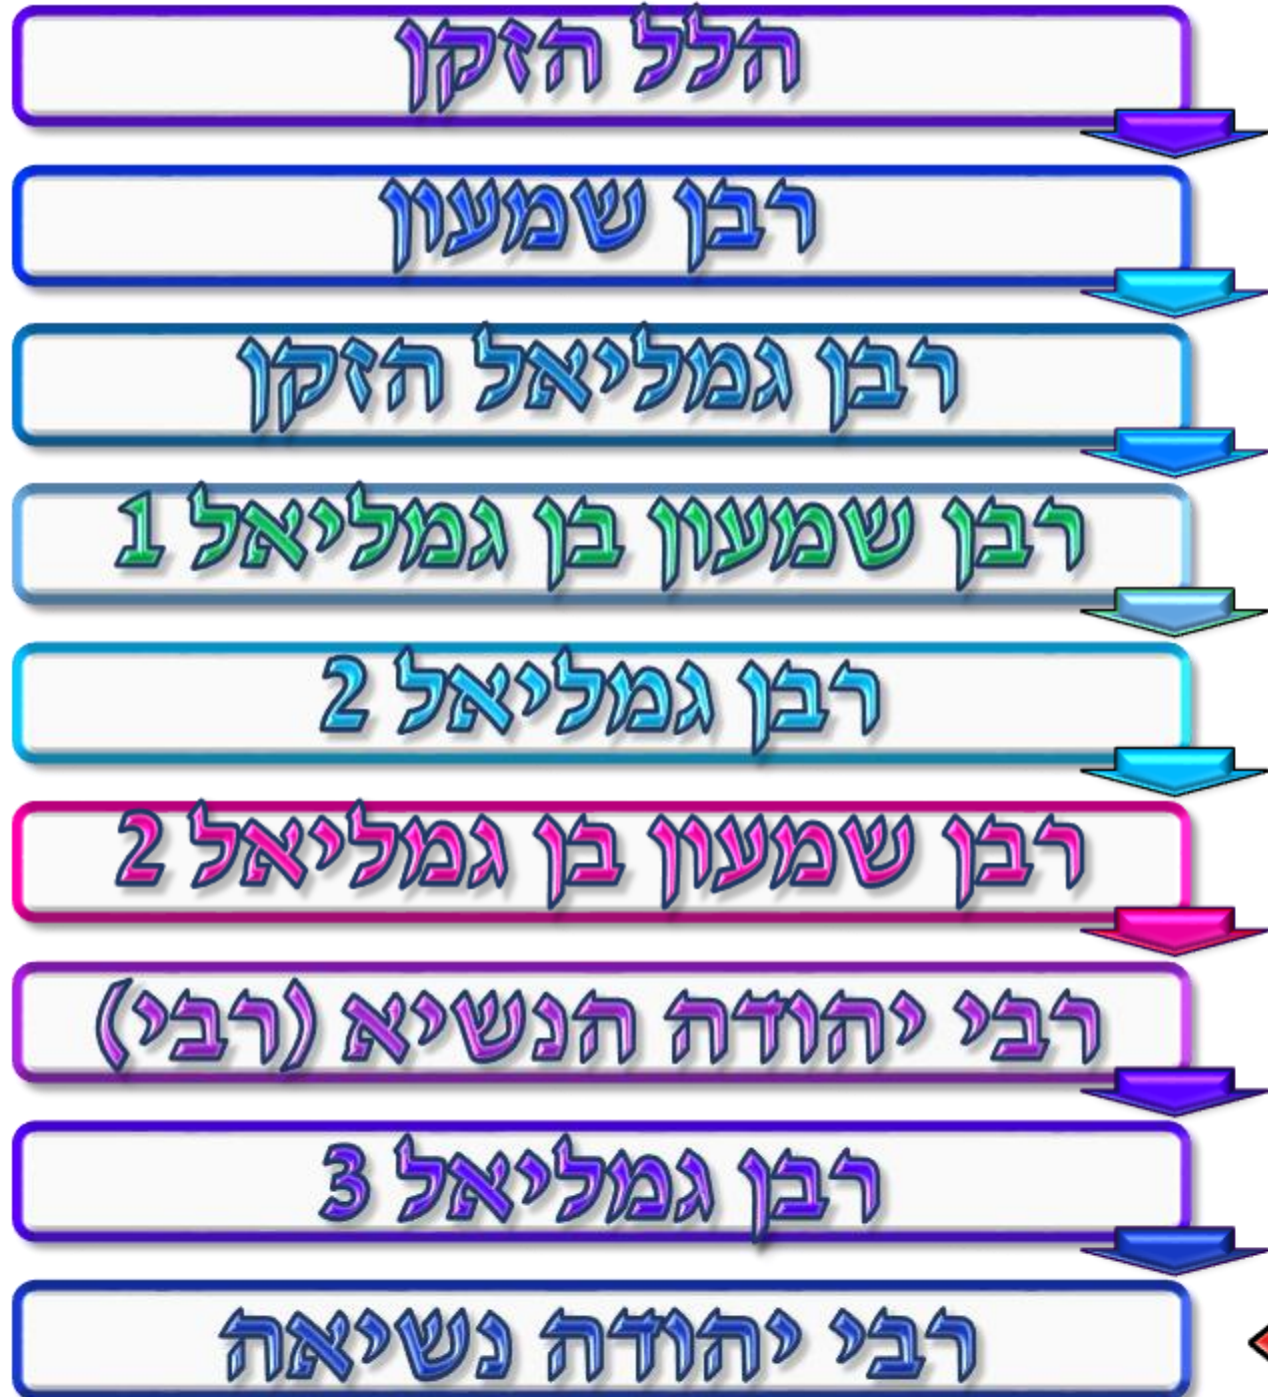 הלל הזקן
רבן שמעון
רבן גמליאל הזקן
רבן שמעון בן גמליאל 1
רבן גמליאל 2
רבן שמעון בן גמליאל 2
רבי יהודה הנשיא (רבי)
רבן גמליאל 3
רבי יהודה נשיאה